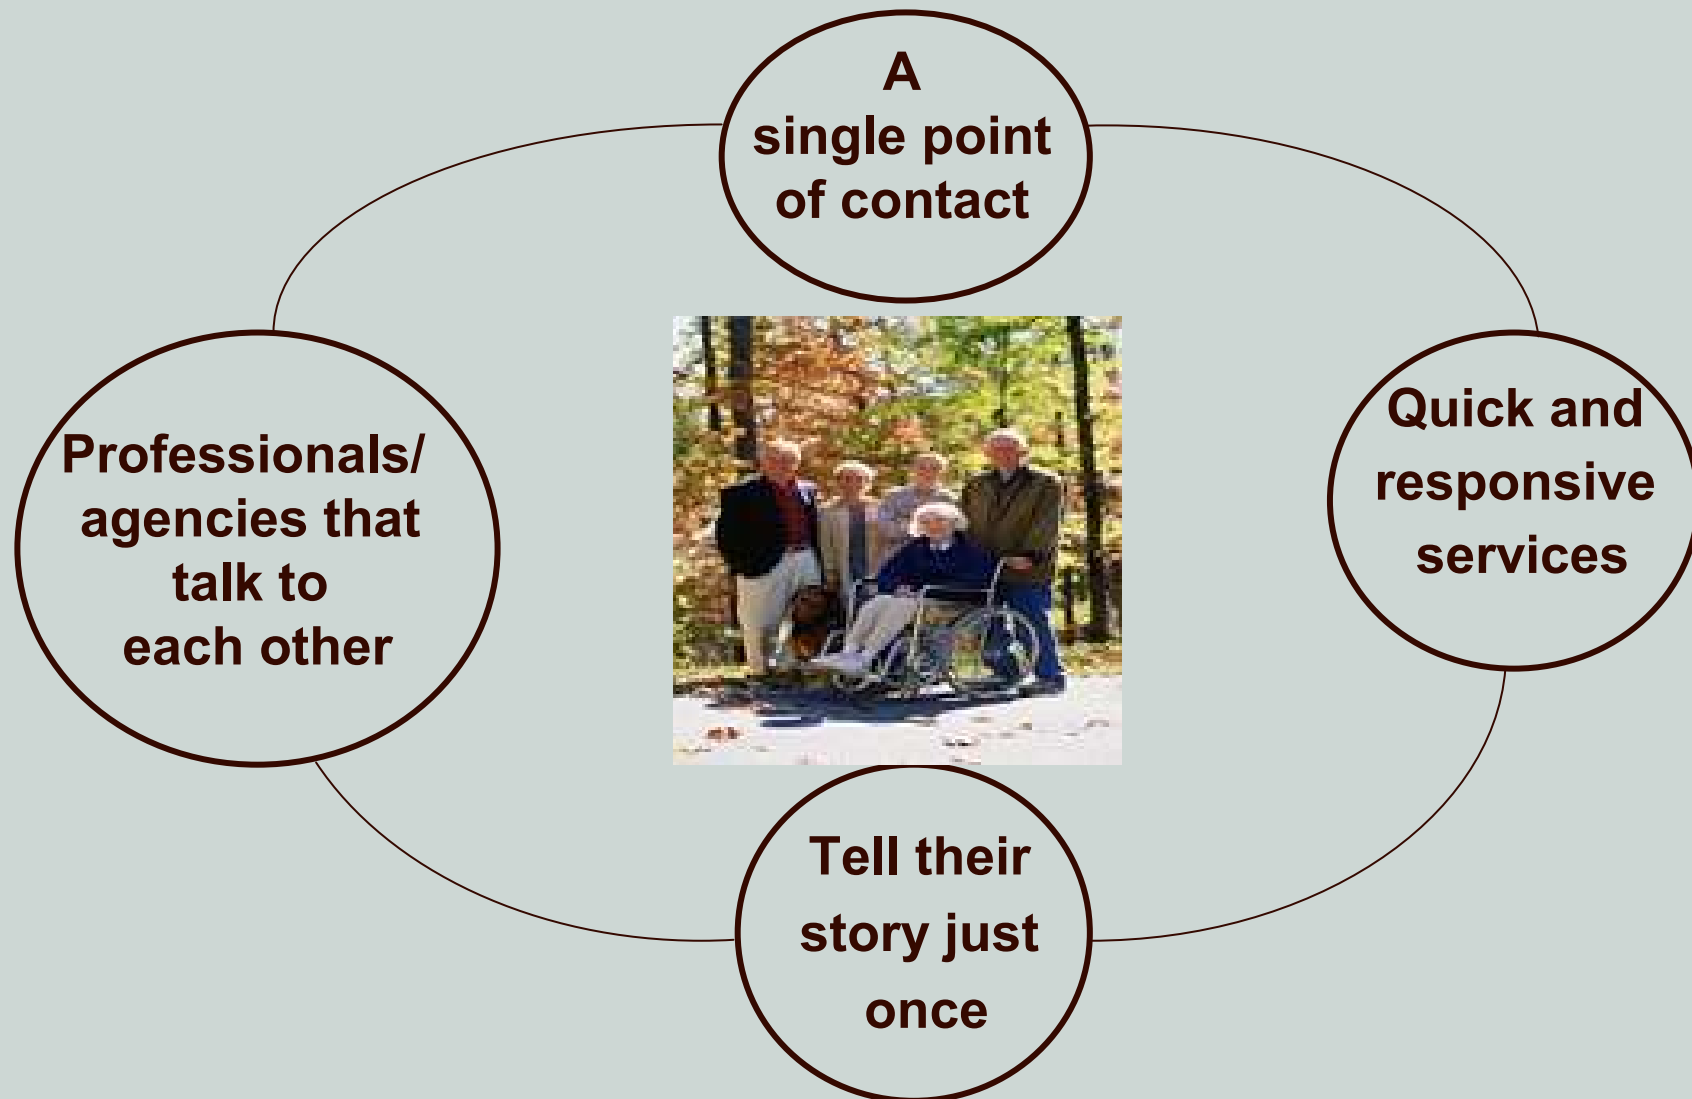 A
single point
of contact
Quick and
responsive
services
Professionals/
agencies that
talk to
each other
Tell their
story just
once